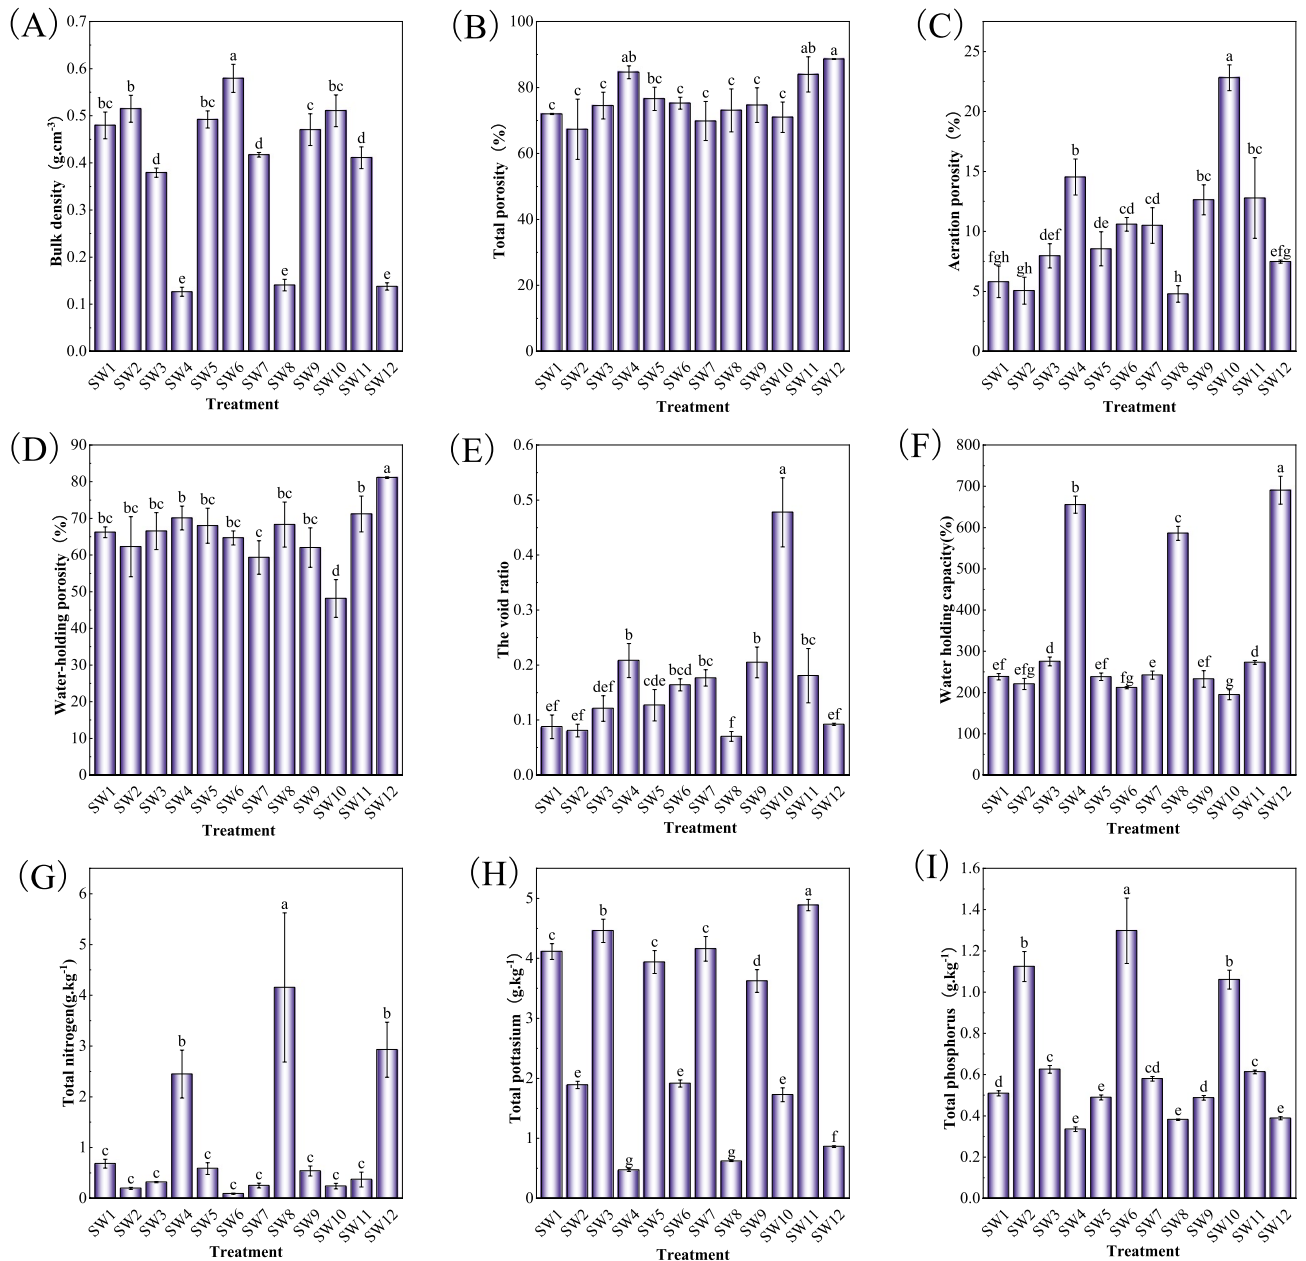 (A)
Bulk density (g.cm-3)
0.7
0.6
0.5
0.4
0.3
0.2
0.1
0.0
bc b d e bc a d e c bc d e
SW1 SW2 SW3 SW4 SW5 SW6 SW7 SW8 SW9 SW10 SW11 SW12
Treatment
(B)
Total porosity (%)
100
80
60
40
20
0
c c c ab bc c c c c c ab a
SW1 SW2 SW3 SW4 SW5 SW6 SW7 SW8 SW9 SW10 SW11 SW12
Treatment
(C)
Aeration porosity (%)
25
20
15
10
5
0
fgh gh def b de cd cd h bc a bc efg
SW1 SW2 SW3 SW4 SW5 SW6 SW7 SW8 SW9 SW10 SW11 SW12
Treatment
(D)
Water-holding porosity (%)
90
80
70
60
50
40
30
20
10
0
bc bc bc b bc bc c bc bc d b a
SW1 SW2 SW3 SW4 SW5 SW6 SW7 SW8 SW9 SW10 SW11 SW12
Treatment
(E)
The void ratio
0.6
0.5
0.4
0.3
0.2
0.1
0.0
ef ef def b cde bcd bc f b a bc ef
SW1 SW2 SW3 SW4 SW5 SW6 SW7 SW8 SW9 SW10 SW11 SW12
Treatment
(F)
Water holding capacity(%)
800
700
600
500
400
300
200
100
0
ef efg d b ef fg e c ef g d a
SW1 SW2 SW3 SW4 SW5 SW6 SW7 SW8 SW9 SW10 SW11 SW12
Treatment
(G)
Total nitrogen(g.kg-1)
6
5
4
3
2
1
0
c c c b c c c a c c c b
SW1 SW2 SW3 SW4 SW5 SW6 SW7 SW8 SW9 SW10 SW11 SW12
Treatment
(H)
Total pottasium (g.kg-1)
5
4
3
2
1
0
c e b g c e c g d e a f
SW1 SW2 SW3 SW4 SW5 SW6 SW7 SW8 SW9 SW10 SW11 SW12
Treatment
(I)
Total phosphorus (g.kg-1)
1.6
1.4
1.2
1.0
0.8
0.6
0.4
0.2
0.0
d b c e e a cd e d b c e
SW1 SW2 SW3 SW4 SW5 SW6 SW7 SW8 SW9 SW10 SW11 SW12
Treatment